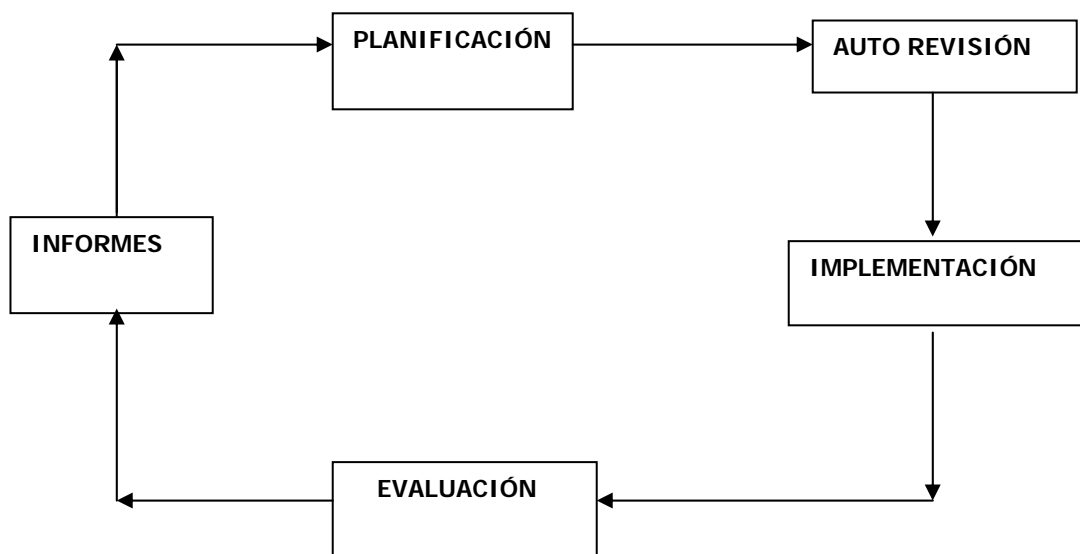 PLANIFICACIÓN
AUTO REVISIÓN
INFORMES
IMPLEMENTACIÓN
EVALUACIÓN